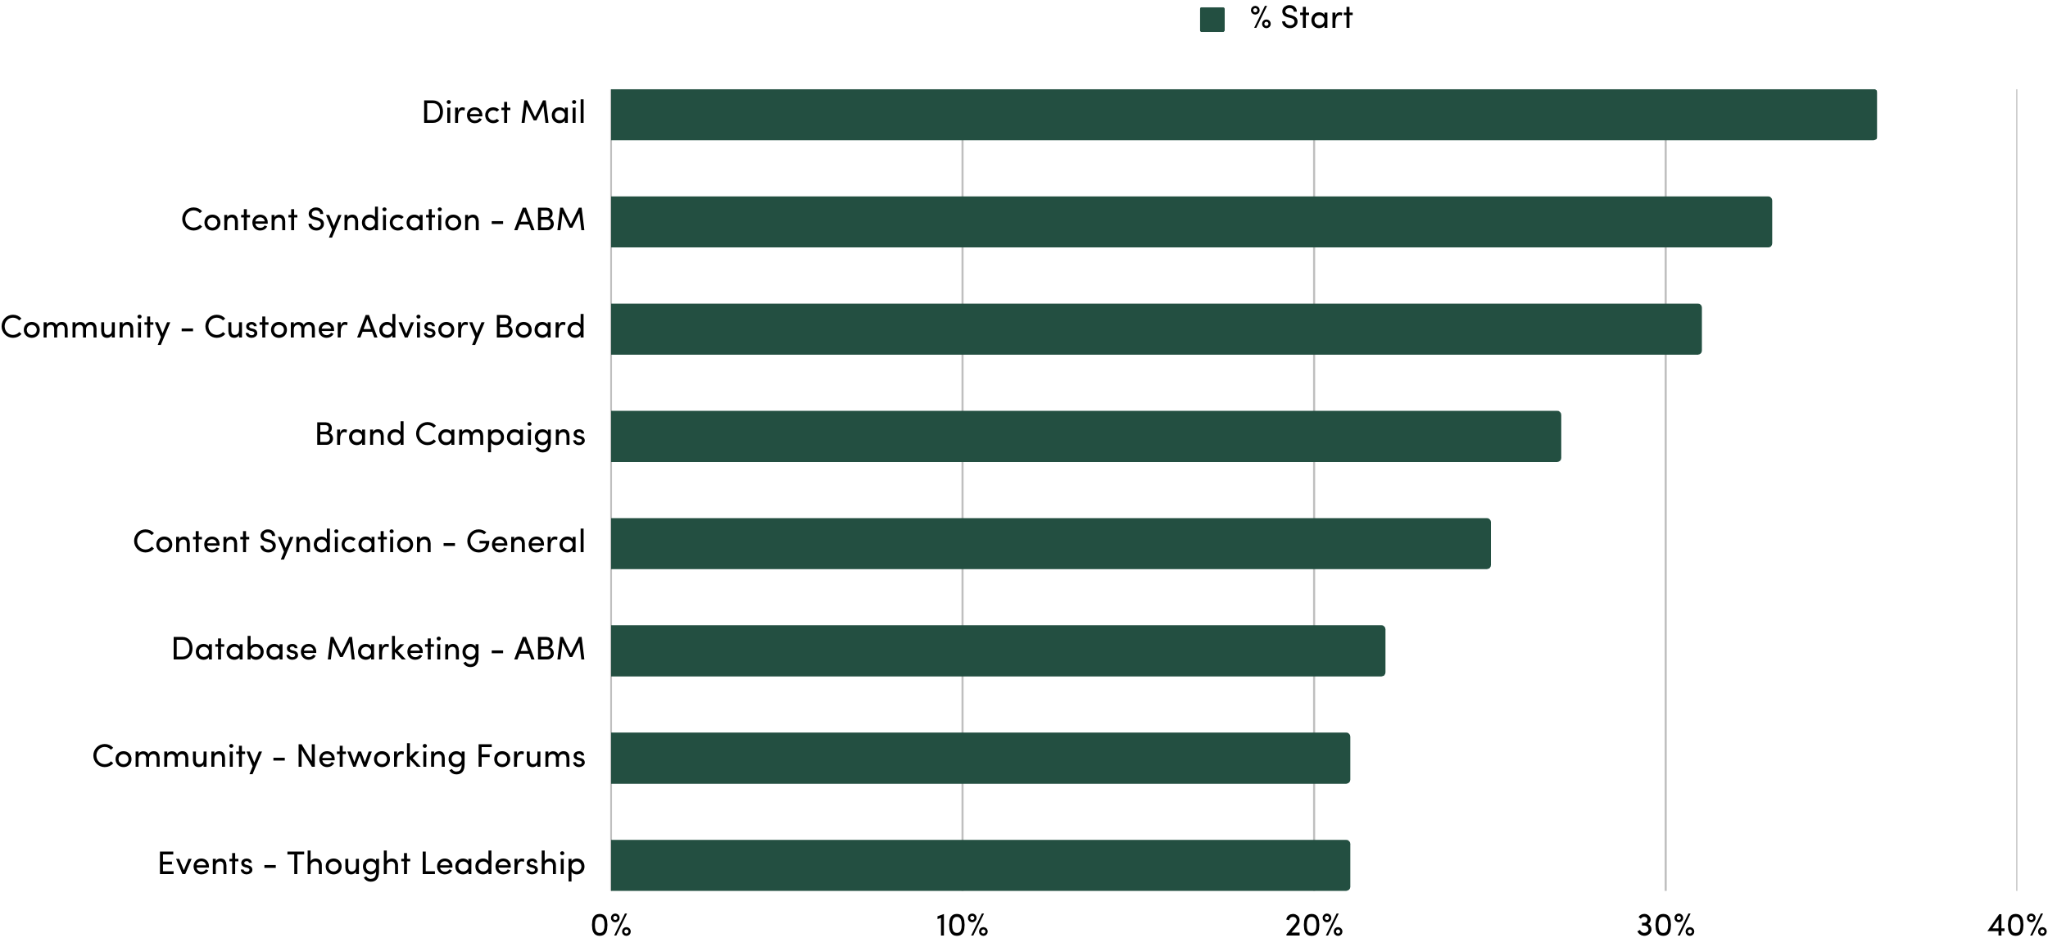 % Start
Direct Mail
Content Syndication - ABM
Community - Customer Advisory Board
Brand Campaigns
Content Syndication - General
Database Marketing - ABM
Community - Networking Forums
Events - Thought Leadership
0% 10% 20% 30% 40%